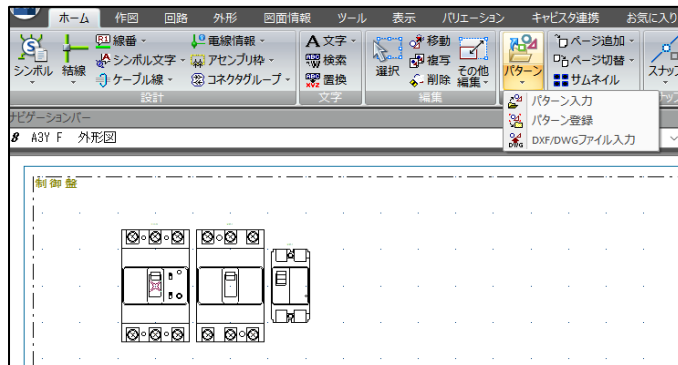 ホーム 作図 回路 外形 図面情報 ツール 表示 バリエーション キャビスタ連携 お気に入り
シンボル 結線 線番 電線情報 シンボル文字 アセンブリ枠 ケーブル線 コネクタグループ
設計
文字 検索 置換
文字
選択 移動 複写 削除 その他編集
編集
パターン ページ追加 ページ切替 サムネイル
スナップ
パターン入力
パターン登録
DXF/DWGファイル入力
ナビゲーションバー
8 A3Y F 外形図
制御盤